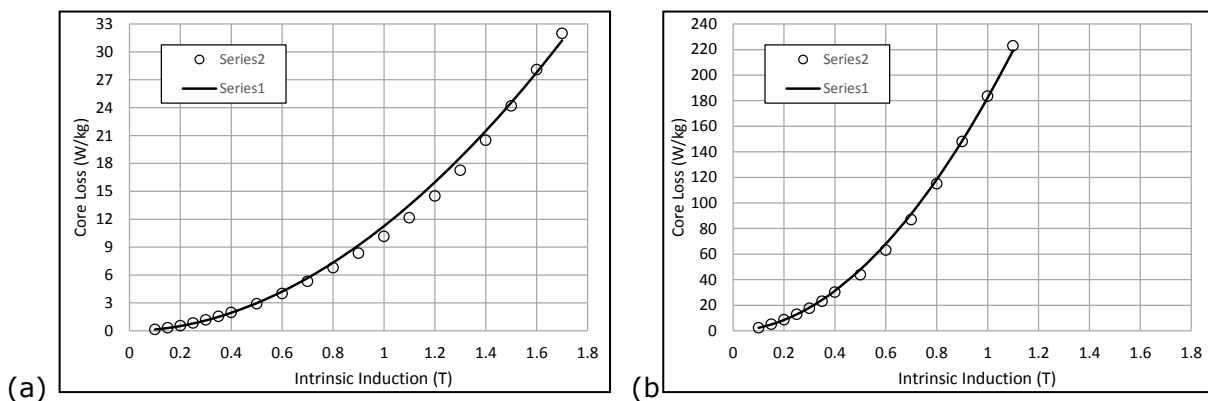 33
30
27
24
21
18
15
12
9
6
3
0
Core Loss (W/kg)
Series2
Series1
0 0.2 0.4 0.6 0.8 1 1.2 1.4 1.6 1.8
Intrinsic Induction (T)
(a)
240
220
200
180
160
140
120
100
80
60
40
20
0
Core Loss (W/kg)
Series2
Series1
0 0.2 0.4 0.6 0.8 1 1.2 1.4 1.6 1.8
Intrinsic Induction (T)
(b